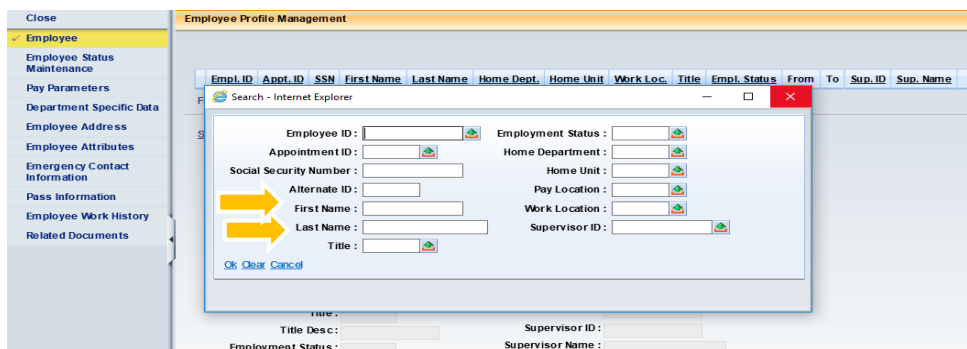 Close
Employee
Employee Status
Maintenance
Pay Parameters
Department Specific Data
Employee Address
Employee Attributes
Emergency Contact
Information
Pass Information
Employee Work History
Related Documents
Employee Profile Management
Empl. ID Appt. ID SSN First Name Last Name Home Dept. Home Unit Work Loc. Title Empl. Status From To Sup. ID Sup. Name
F
S
Search - Internet Explorer
Employee ID :
Appointment ID :
Social Security Number :
Alternate ID :
First Name :
Last Name :
Title :
Employment Status :
Home Department :
Home Unit :
Pay Location :
Work Location :
Supervisor ID :
Ok Clear Cancel
Title :
Title Desc :
Employment Status :
Supervisor ID :
Supervisor Name :